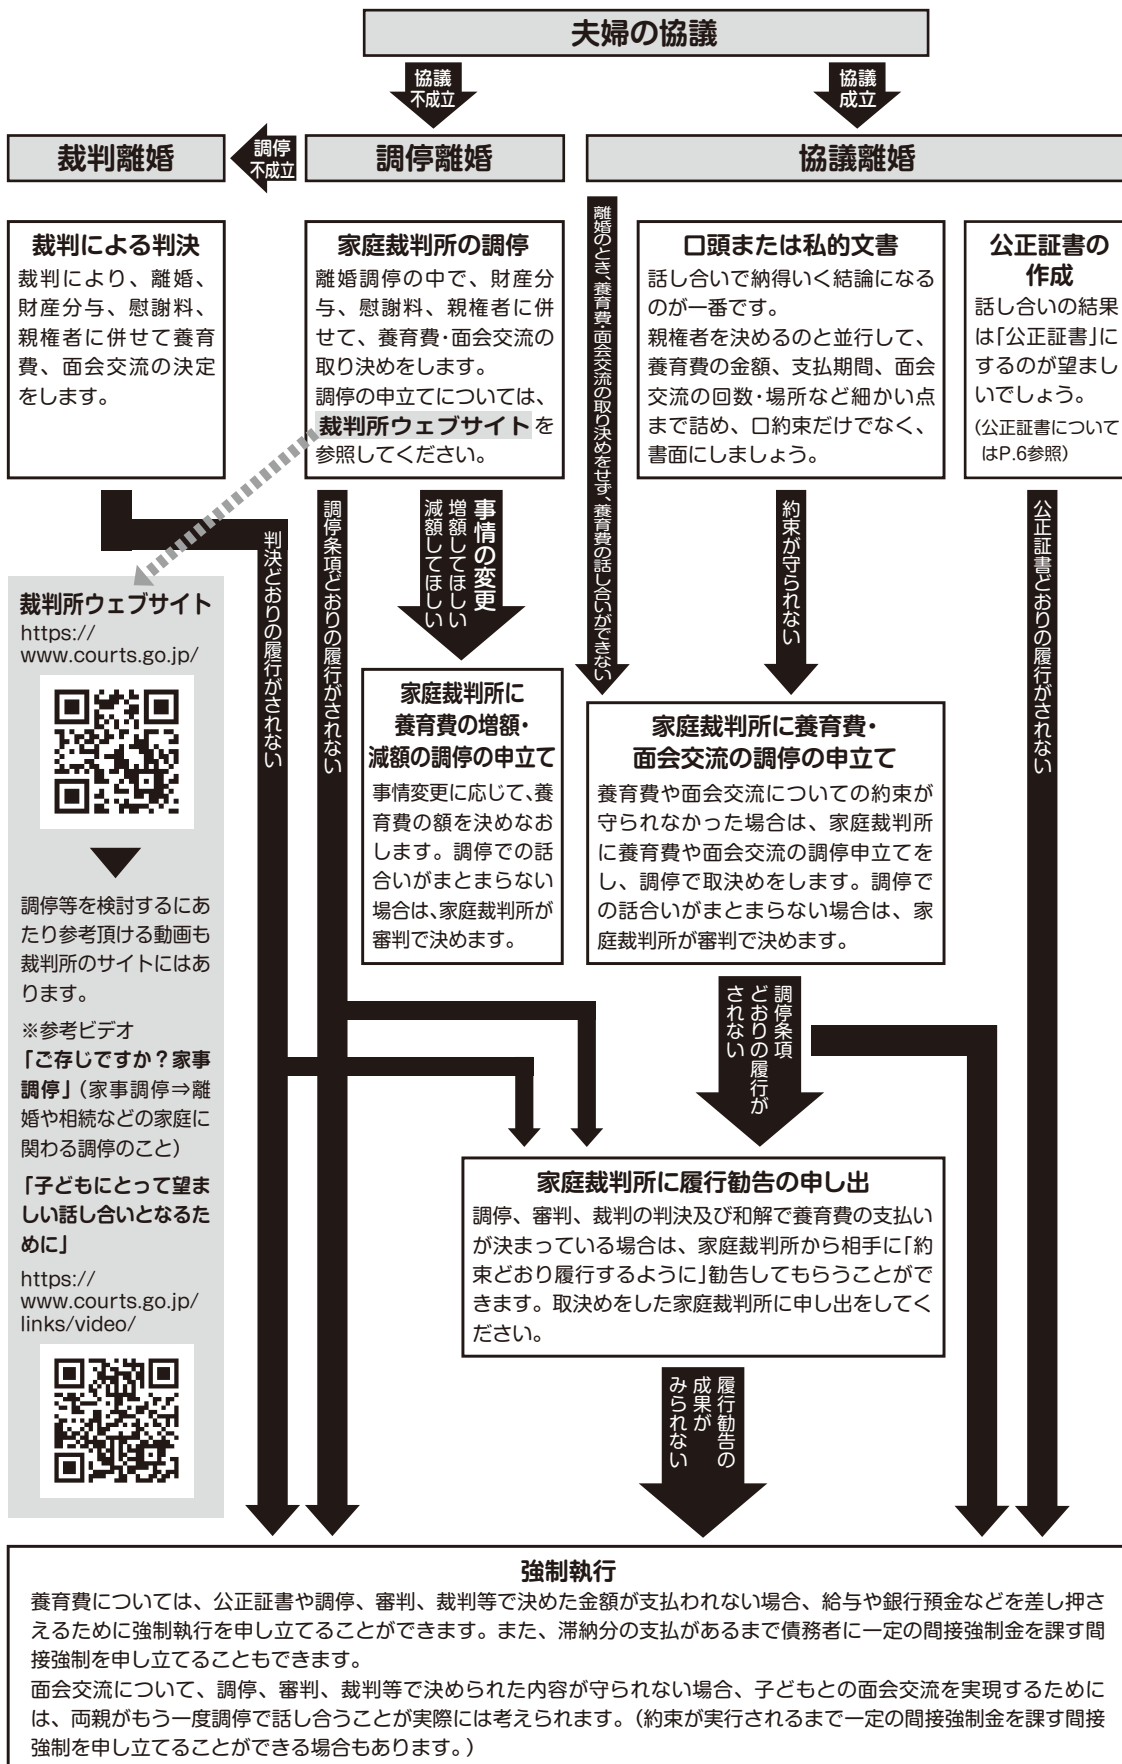 夫婦の協議
協議
不成立
協議
成立
裁判離婚
調停
不成立
調停離婚
協議離婚
裁判による判決
裁判により、離婚、
財産分与、慰謝料、
親権者に併せて養育
費、面会交流の決定
をします。
家庭裁判所の調停
離婚調停の中で、財産分
与、慰謝料、親権者に併
せて、養育費・面会交流の
取り決めをします。
調停の申立てについては、
裁判所ウェブサイトを
参照してください。
離婚のとき、養育費・面会交流の取り決めをせず、養育費の話し合いができない
口頭または私的文書
話し合いで納得いく結論になる
のが一番です。
親権者を決めるのと並行して、
養育費の金額、支払期間、面会
交流の回数・場所など細かい点
まで詰め、口約束だけでなく、
書面にしましょう。
公正証書の
作成
話し合いの結果
は「公正証書」に
するのが望まし
いでしょう。
(公正証書について
はP.6参照)
判決どおりの履行がされない
調停条項どおりの履行がされない
事情の変更
増額してほしい
減額してほしい
約束が守られない
公正証書どおりの履行がされない
裁判所ウェブサイト
https://
www.courts.go.jp/
調停等を検討するにあ
たり参考頂ける動画も
裁判所のサイトにはあ
ります。
※参考ビデオ
「ご存じですか？家事
調停」(家事調停⇒離
婚や相続などの家庭に
関わる調停のこと)
「子どもにとって望ま
しい話し合いとなるた
めに」
https://
www.courts.go.jp/
links/video/
家庭裁判所に
養育費の増額・
減額の調停の申立て
事情変更に応じて、養
育費の額を決めなお
します。調停での話
合いがまとまらない
場合は、家庭裁判所が
審判で決めます。
家庭裁判所に養育費・
面会交流の調停の申立て
養育費や面会交流についての約束が
守られなかった場合は、家庭裁判所
に養育費や面会交流の調停申立てを
し、調停で取決めをします。調停で
の話合いがまとまらない場合は、家
庭裁判所が審判で決めます。
調停条項
どおりの履行が
されない
家庭裁判所に履行勧告の申し出
調停、審判、裁判の判決及び和解で養育費の支払い
が決まっている場合は、家庭裁判所から相手に「約
束どおり履行するように」勧告してもらうことがで
きます。取決めをした家庭裁判所に申し出をしてく
ださい。
履行勧告の
成果が
みられない
強制執行
養育費については、公正証書や調停、審判、裁判等で決めた金額が支払われない場合、給与や銀行預金などを差し押さ
えるために強制執行を申し立てることができます。また、滞納分の支払があるまで債務者に一定の間接強制金を課す間
接強制を申し立てることもできます。
面会交流について、調停、審判、裁判等で決められた内容が守られない場合、子どもとの面会交流を実現するために
は、両親がもう一度調停で話し合うことが実際には考えられます。(約束が実行されるまで一定の間接強制金を課す間接
強制を申し立てることができる場合もあります。)